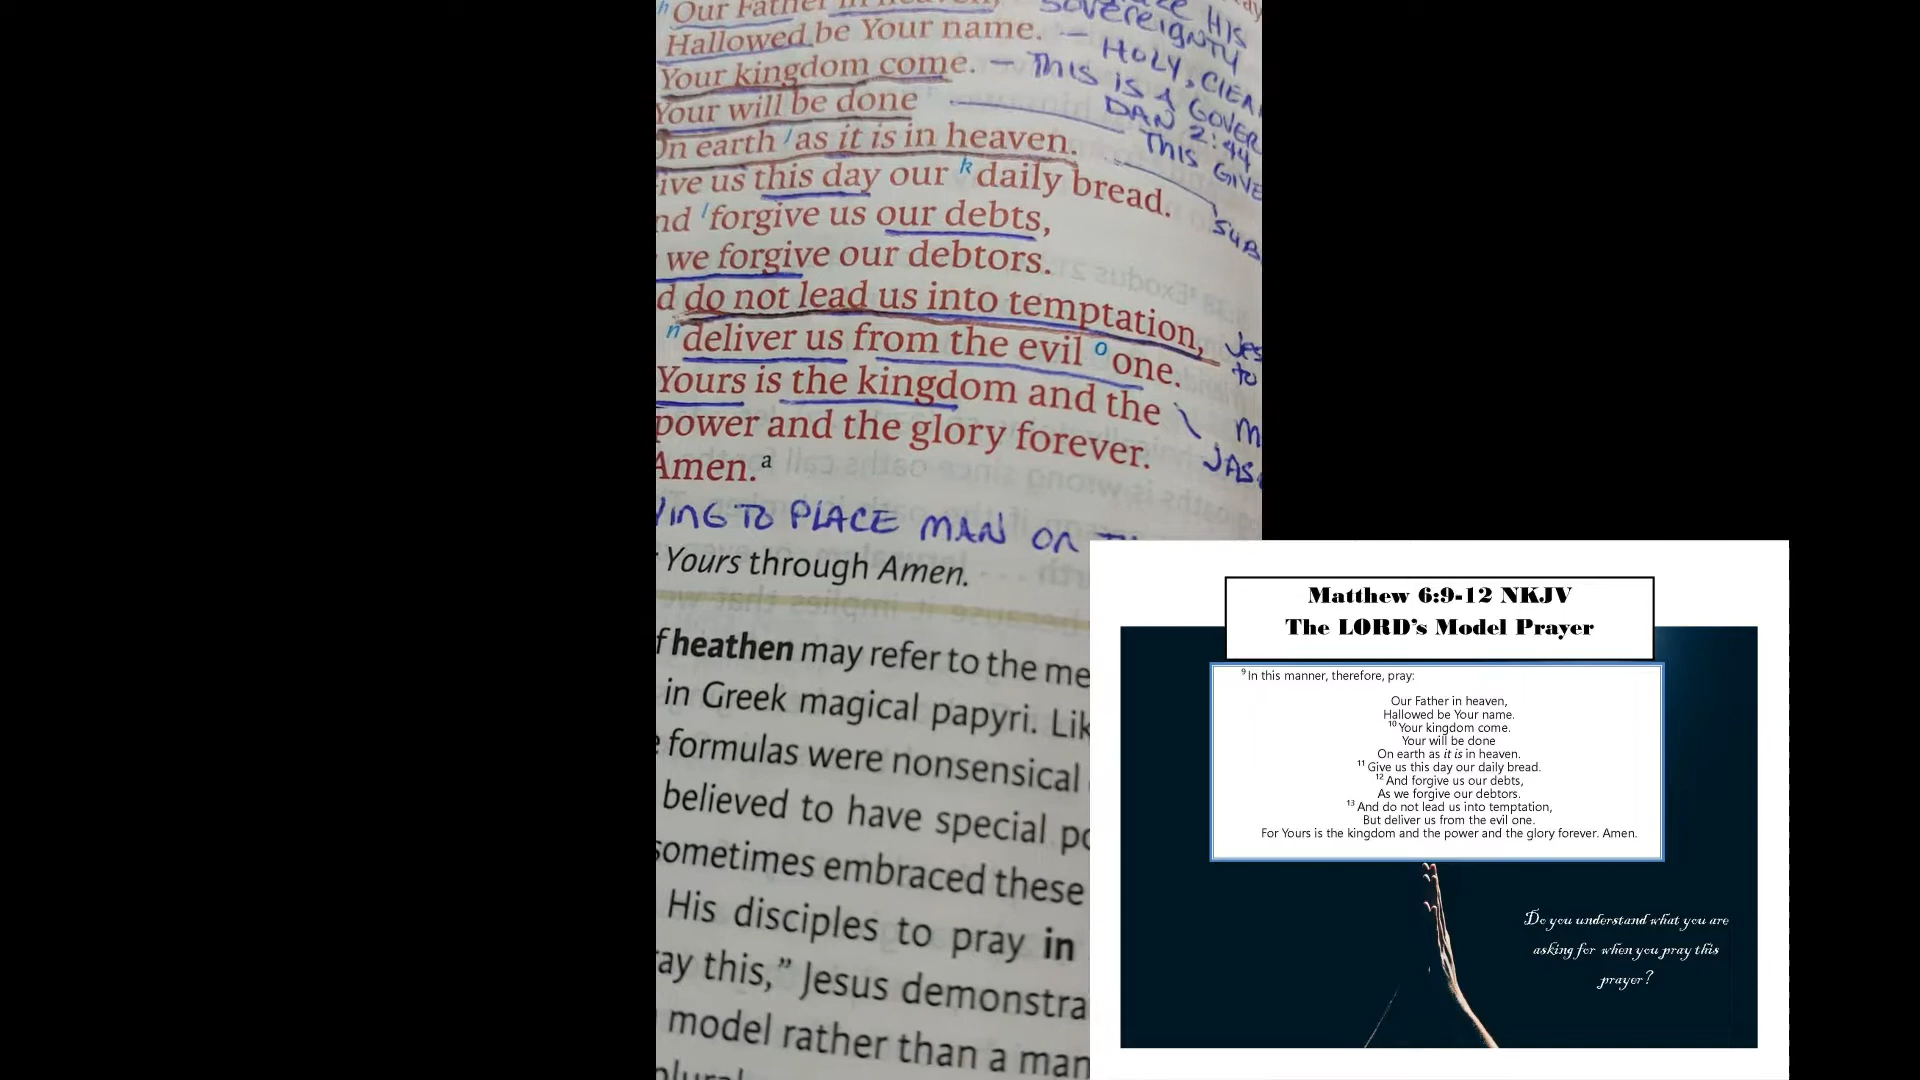 Our Father in heaven,
Hallowed be Your name.
Your kingdom come.
Your will be done
On earth as it is in heaven.
us this day our daily bread.
forgive us our debts,
we forgive our debtors.
do not lead us into temptation,
deliver us from the evil one.
Yours is the kingdom and the
power and the glory forever.
Amen.a
HIS
SOVEREIGNTY
— HOLY,
— THIS IS A
DAN 2:44
THIS
TO PLACE MAN ON
Yours through Amen.
heathen may refer to the
in Greek magical papyri.
formulas were nonsensical
believed to have special
sometimes embraced these
His disciples to pray in
this,” Jesus
model rather than a
Matthew 6:9-12 NKJV
The LORD’s Model Prayer
9 In this manner, therefore, pray:
Our Father in heaven,
Hallowed be Your name.
10 Your kingdom come.
Your will be done
On earth as it is in heaven.
11 Give us this day our daily bread.
12 And forgive us our debts,
As we forgive our debtors.
13 And do not lead us into temptation,
But deliver us from the evil one.
For Yours is the kingdom and the power and the glory forever. Amen.
Do you understand what you are
asking for when you pray this
prayer?